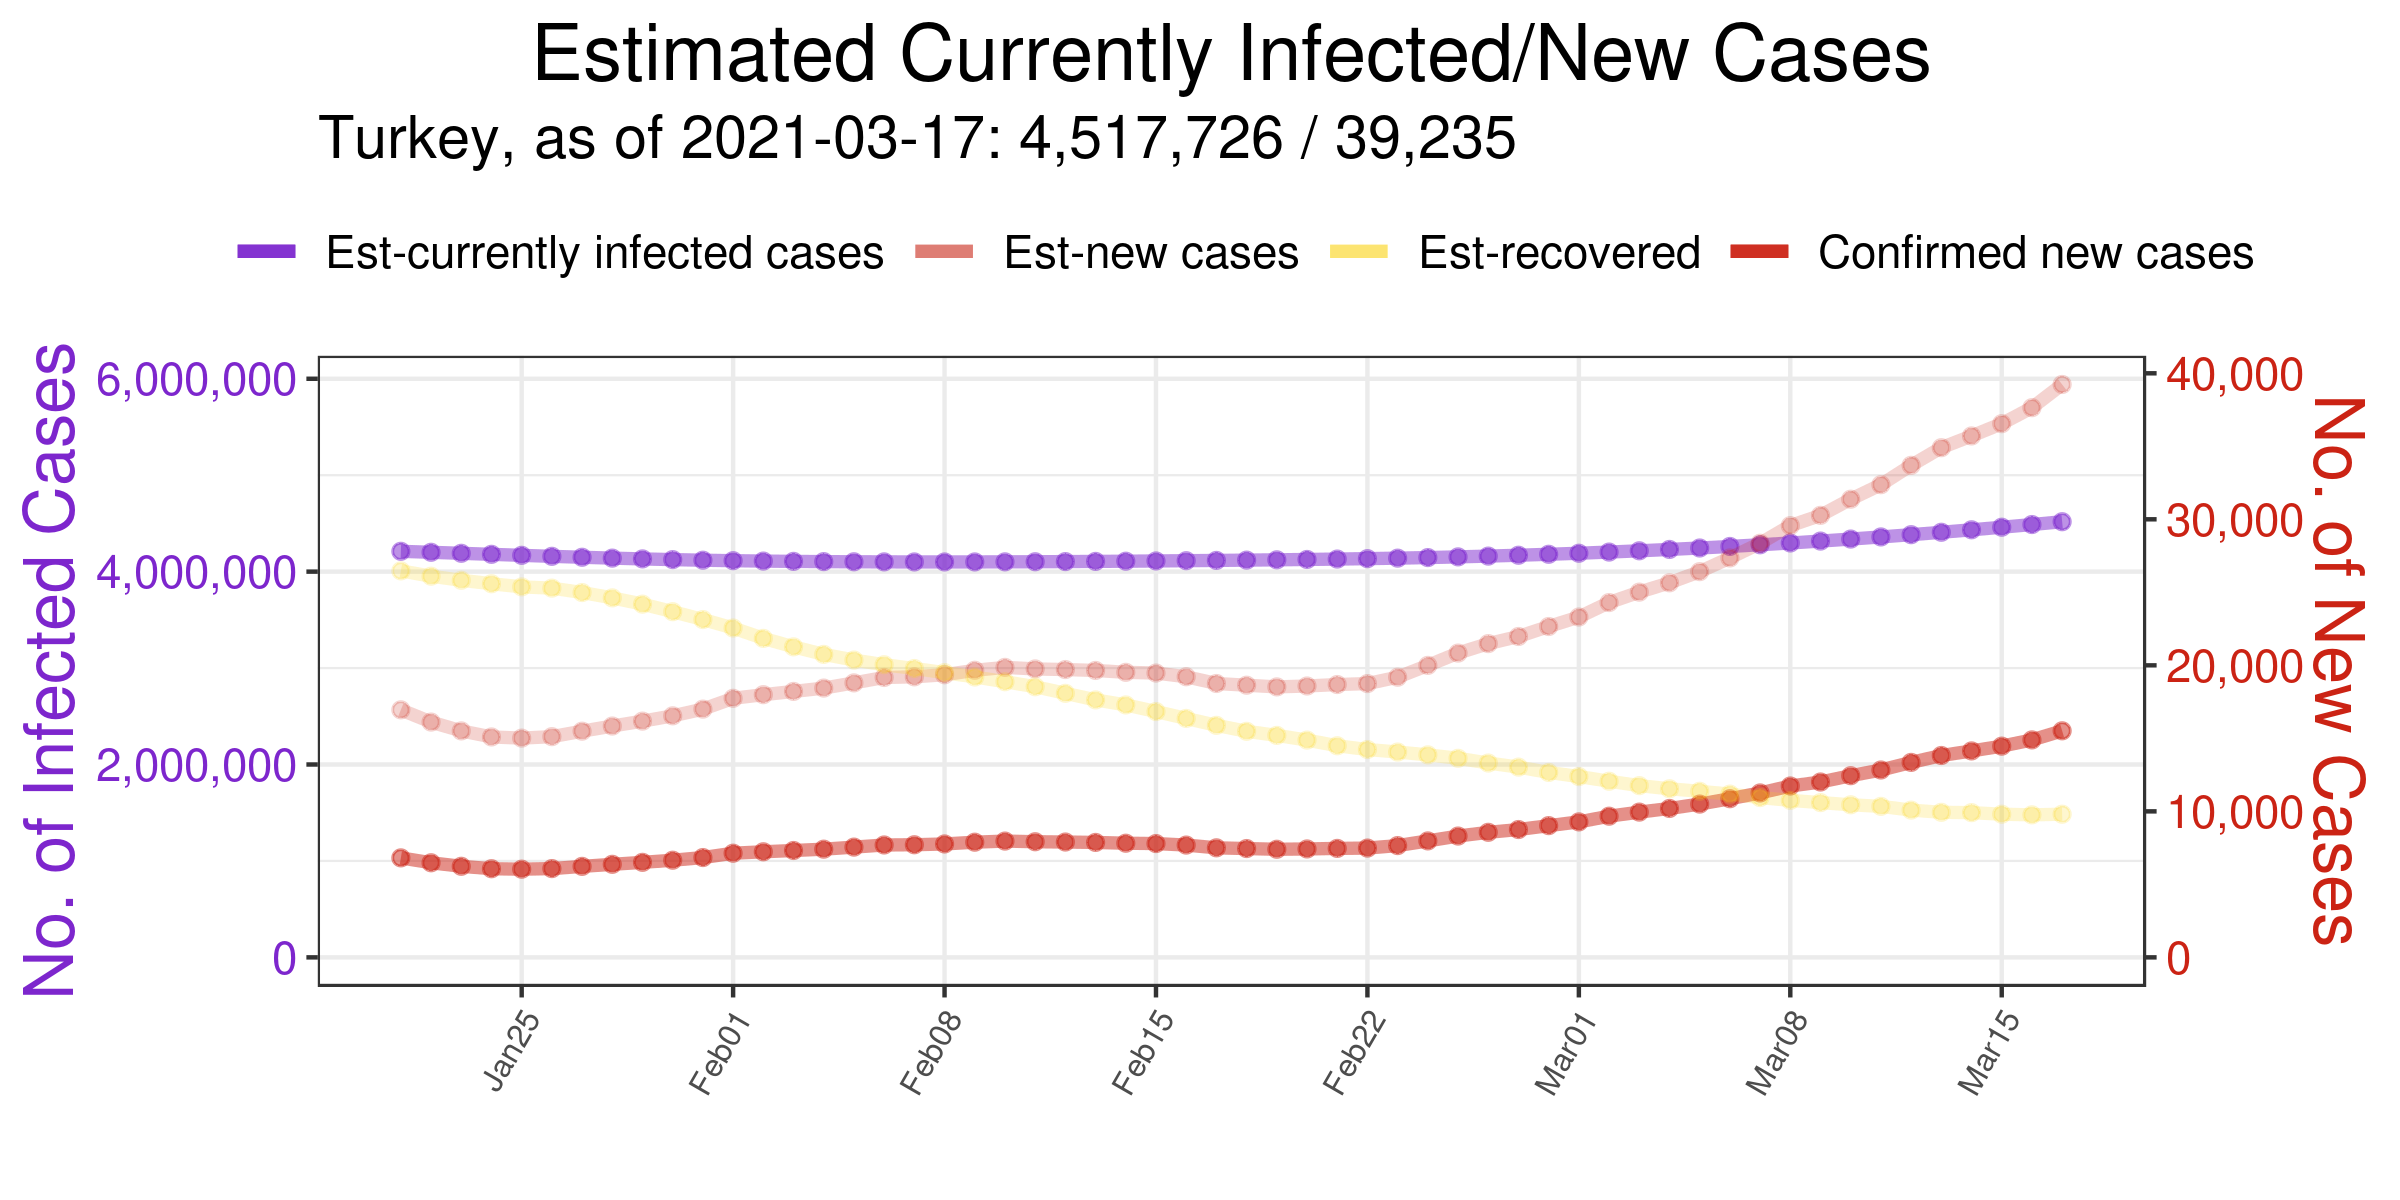 Estimated Currently Infected/New Cases
Turkey, as of 2021-03-17: 4,517,726 / 39,235
Est-currently infected cases Est-new cases Est-recovered Confirmed new cases
No. of Infected Cases
6,000,000
4,000,000
2,000,000
0
40,000
30,000
20,000
10,000
0
No. of New Cases
Jan25 Feb01 Feb08 Feb15 Feb22 Mar01 Mar08 Mar15